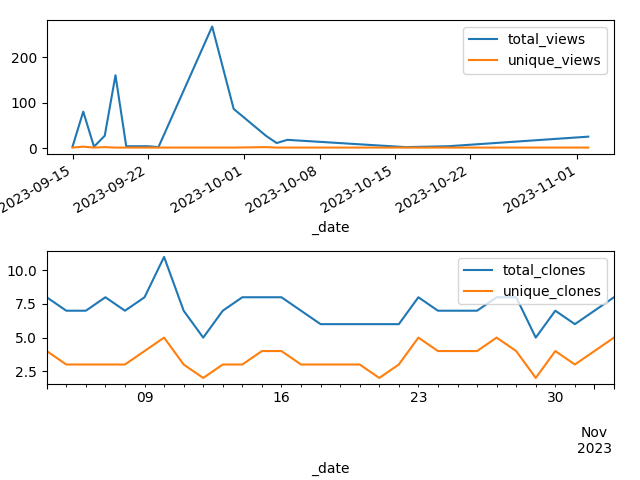 total_views
unique_views
200
100
0
2023-09-15
2023-09-22
2023-10-01
2023-10-08
2023-10-15
2023-10-22
2023-11-01
_date
total_clones
unique_clones
10.0
7.5
5.0
2.5
09
16
23
30
Nov
2023
_date